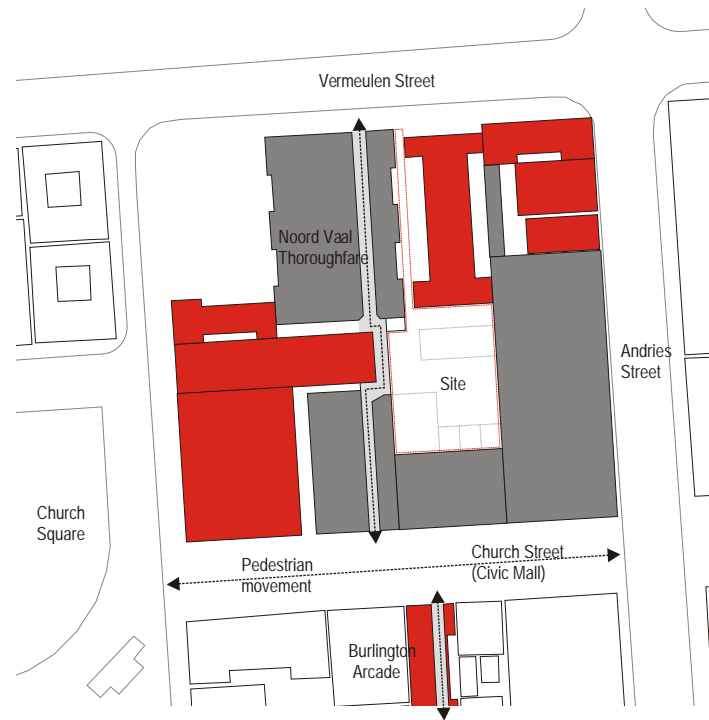 Vermeulen Street
Noord Vaal
Thoroughfare
Andries
Street
Site
Church
Square
Pedestrian
movement
Church Street
(Civic Mall)
Burlington
Arcade